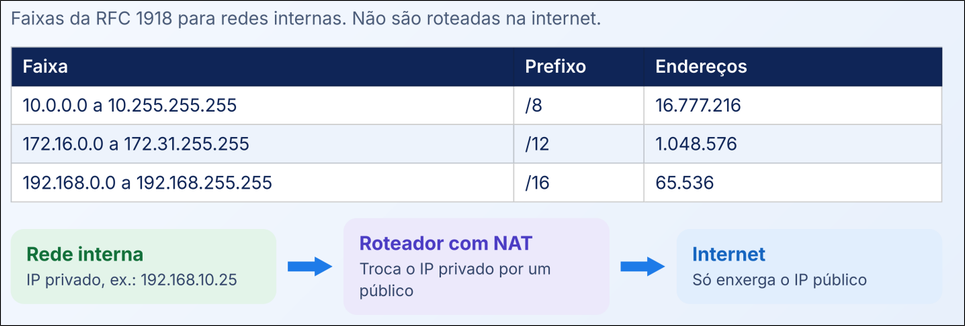 Faixas da RFC 1918 para redes internas. Não são roteadas na internet.
Faixa Prefixo Endereços
10.0.0.0 a 10.255.255.255 /8 16.777.216
172.16.0.0 a 172.31.255.255 /12 1.048.576
192.168.0.0 a 192.168.255.255 /16 65.536
Rede interna
IP privado, ex.: 192.168.10.25
Roteador com NAT
Troca o IP privado por um
público
Internet
Só enxerga o IP público